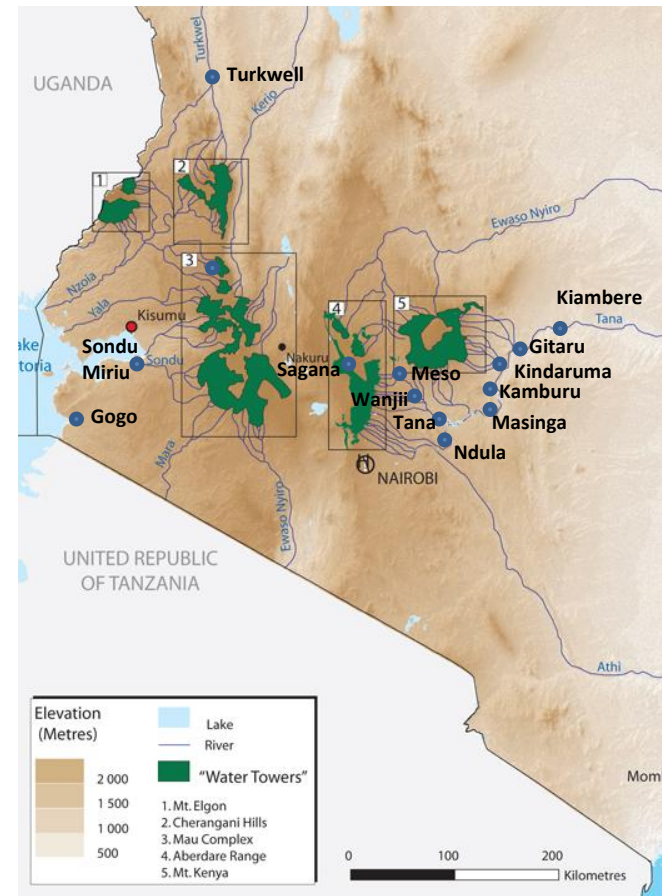 Turkwel
Turkwell
UGANDA
Kerio
2
1
Ewaso Nyiro
3
Nzoia
4
5
Yala
Kisumu
Kiambere
Tana
Sondu
Miriu
Sondu
Nakuru
Sagana
Gitaru
Kindaruma
Meso
Kamburu
Wanjii
Masinga
Gogo
Tana
Ndula
Mara
NAIROBI
Ewaso Nyiro
UNITED REPUBLIC
OF TANZANIA
Athi
Elevation
(Metres)
2 000
1 500
1 000
500
Lake
River
"Water Towers"
1. Mt. Elgon
2. Cherangani Hills
3. Mau Complex
4. Aberdare Range
5. Mt. Kenya
ake
toria
Mom
0 100 200
Kilometres